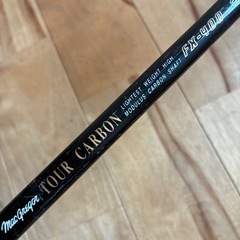 MacGregor TOUR CARBON
LIGHTEST WEIGHT, HIGH
MODULUS CARBON SHAFT
FX-400